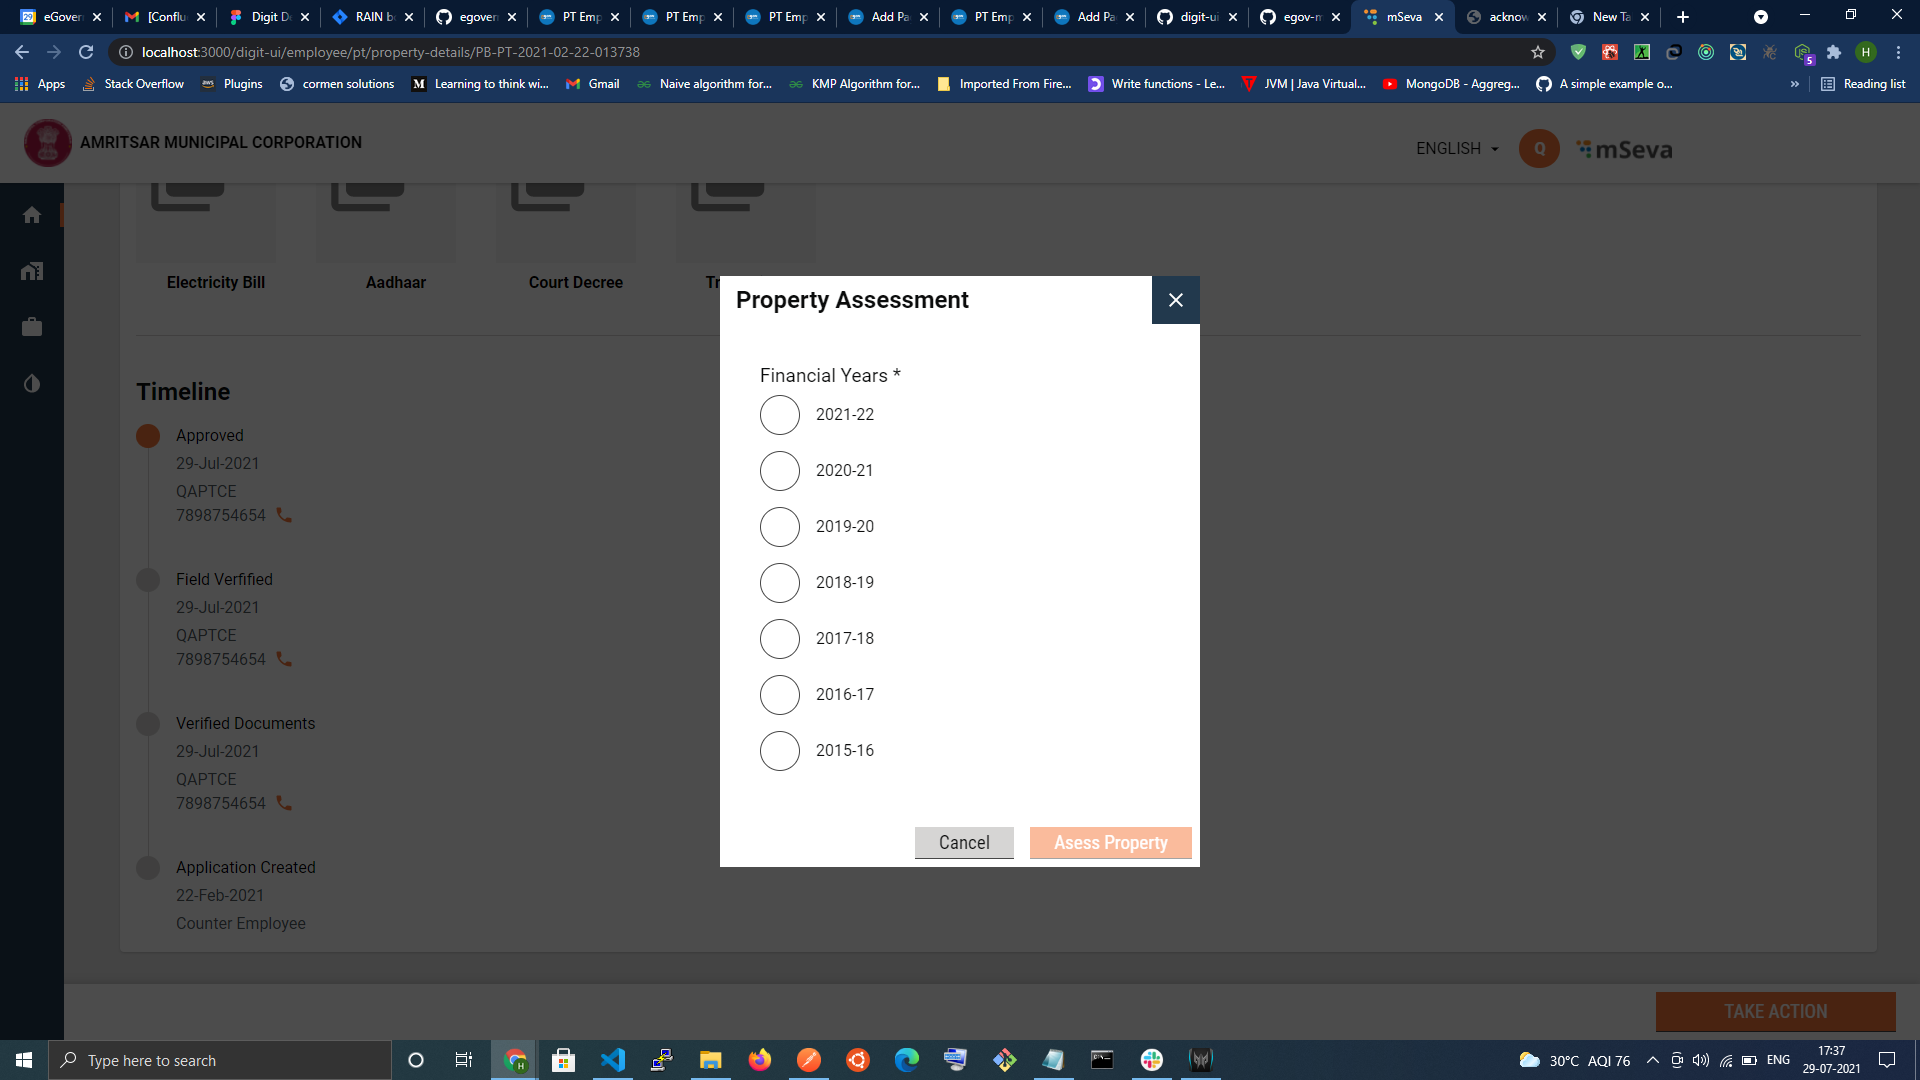 eGover
[Conflu
Digit D
RAIN b
egover
PT Emp
PT Emp
PT Emp
Add Pa
PT Emp
Add Pa
digit-ui
egov-m
mSeva
acknow
New Ta
localhost:3000/digit-ui/employee/pt/property-details/PB-PT-2021-02-22-013738
H
5
Apps
Stack Overflow
Plugins
cormen solutions
Learning to think wi...
Gmail
Naive algorithm for...
KMP Algorithm for...
Imported From Fire...
Write functions - Le...
JVM | Java Virtual...
MongoDB - Aggreg...
A simple example o...
»
Reading list
AMRITSAR MUNICIPAL CORPORATION
ENGLISH
Q
mSeva
Electricity Bill
Aadhaar
Court Decree
Tr
Timeline
Approved
29-Jul-2021
QAPTCE
7898754654
Field Verfified
29-Jul-2021
QAPTCE
7898754654
Verified Documents
29-Jul-2021
QAPTCE
7898754654
Application Created
22-Feb-2021
Counter Employee
Property Assessment
Financial Years *
2021-22
2020-21
2019-20
2018-19
2017-18
2016-17
2015-16
Cancel
Asess Property
TAKE ACTION
Type here to search
30°C AQI 76
ENG
17:37
29-07-2021